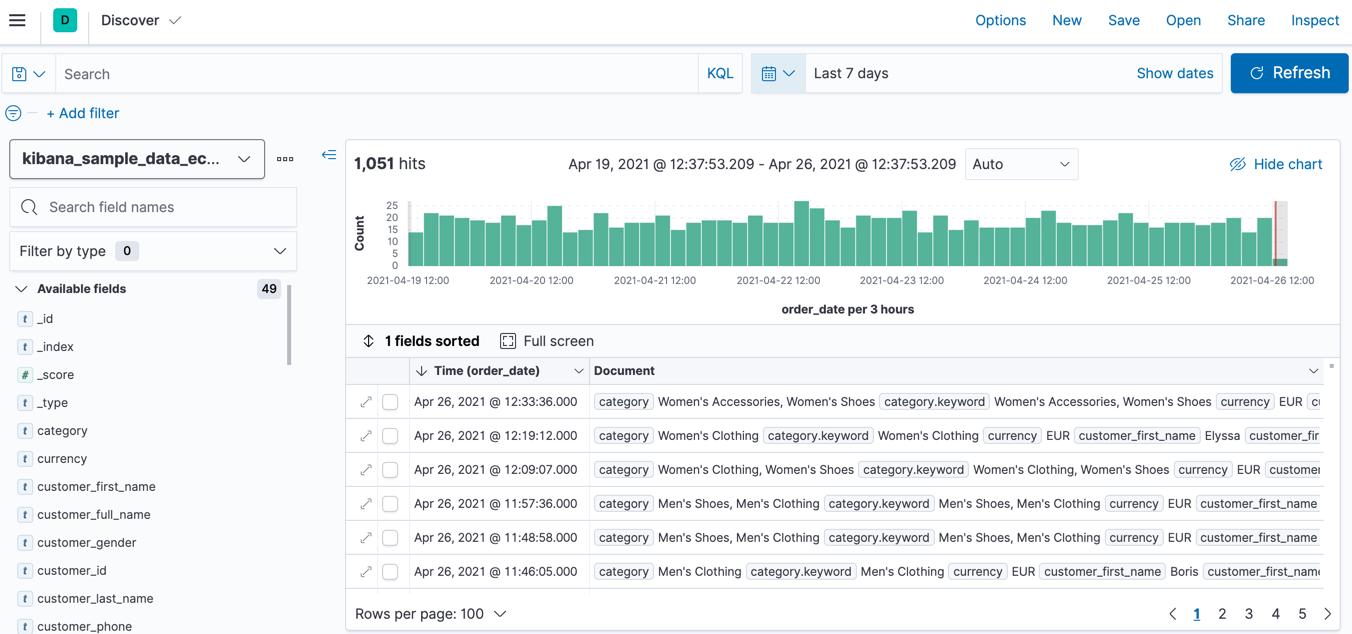 D Discover Options New Save Open Share Inspect
Search KQL Last 7 days Show dates Refresh
+ Add filter
kibana_sample_data_ec... 1,051 hits Apr 19, 2021 @ 12:37:53.209 - Apr 26, 2021 @ 12:37:53.209 Auto Hide chart
Search field names
Filter by type 0
Available fields 49
_id
_index
_score
_type
category
currency
customer_first_name
customer_full_name
customer_gender
customer_id
customer_last_name
customer_phone
Count
25
20
15
10
5
0
2021-04-19 12:00 2021-04-20 12:00 2021-04-21 12:00 2021-04-22 12:00 2021-04-23 12:00 2021-04-24 12:00 2021-04-25 12:00 2021-04-26 12:00
order_date per 3 hours
1 fields sorted Full screen
Time (order_date) Document
Apr 26, 2021 @ 12:33:36.000 category Women's Accessories, Women's Shoes category.keyword Women's Accessories, Women's Shoes currency EUR
Apr 26, 2021 @ 12:19:12.000 category Women's Clothing category.keyword Women's Clothing currency EUR customer_first_name Elyssa customer_fir
Apr 26, 2021 @ 12:09:07.000 category Women's Clothing, Women's Shoes category.keyword Women's Clothing, Women's Shoes currency EUR customer
Apr 26, 2021 @ 11:57:36.000 category Men's Shoes, Men's Clothing category.keyword Men's Shoes, Men's Clothing currency EUR customer_first_name
Apr 26, 2021 @ 11:48:58.000 category Men's Shoes, Men's Clothing category.keyword Men's Shoes, Men's Clothing currency EUR customer_first_name
Apr 26, 2021 @ 11:46:05.000 category Men's Clothing category.keyword Men's Clothing currency EUR customer_first_name Boris customer_first_name
Rows per page: 100 1 2 3 4 5